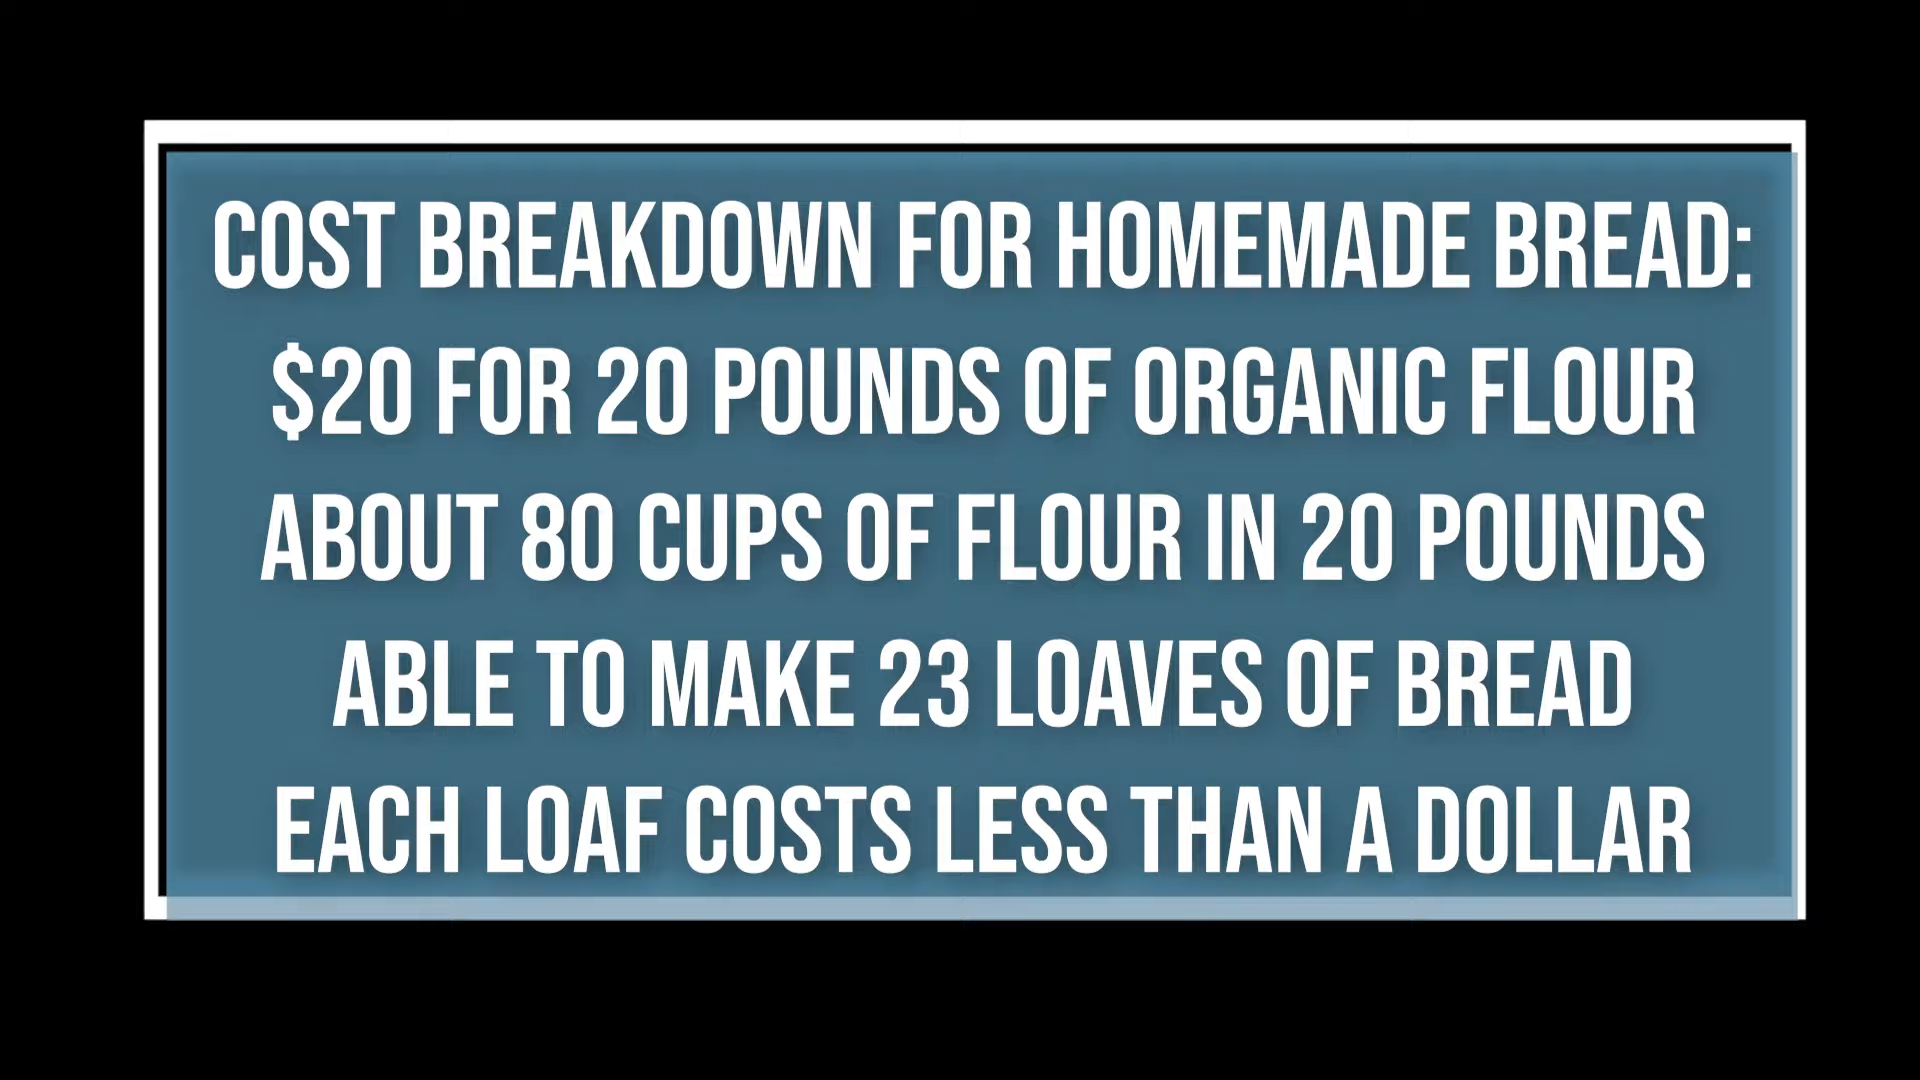 COST BREAKDOWN FOR HOMEMADE BREAD:
$20 FOR 20 POUNDS OF ORGANIC FLOUR
ABOUT 80 CUPS OF FLOUR IN 20 POUNDS
ABLE TO MAKE 23 LOAVES OF BREAD
EACH LOAF COSTS LESS THAN A DOLLAR